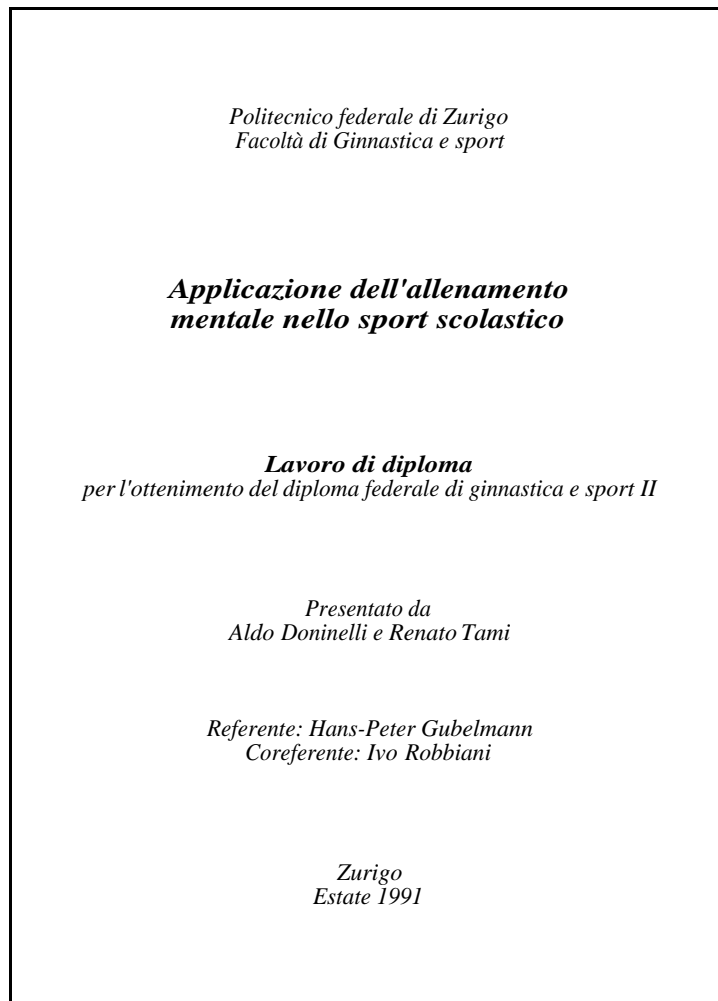 Politecnico federale di Zurigo
Facoltà di Ginnastica e sport
Applicazione dell'allenamento
mentale nello sport scolastico
Lavoro di diploma
per l'ottenimento del diploma federale di ginnastica e sport II
Presentato da
Aldo Doninelli e Renato Tami
Referente: Hans-Peter Gubelmann
Coreferente: Ivo Robbiani
Zurigo
Estate 1991